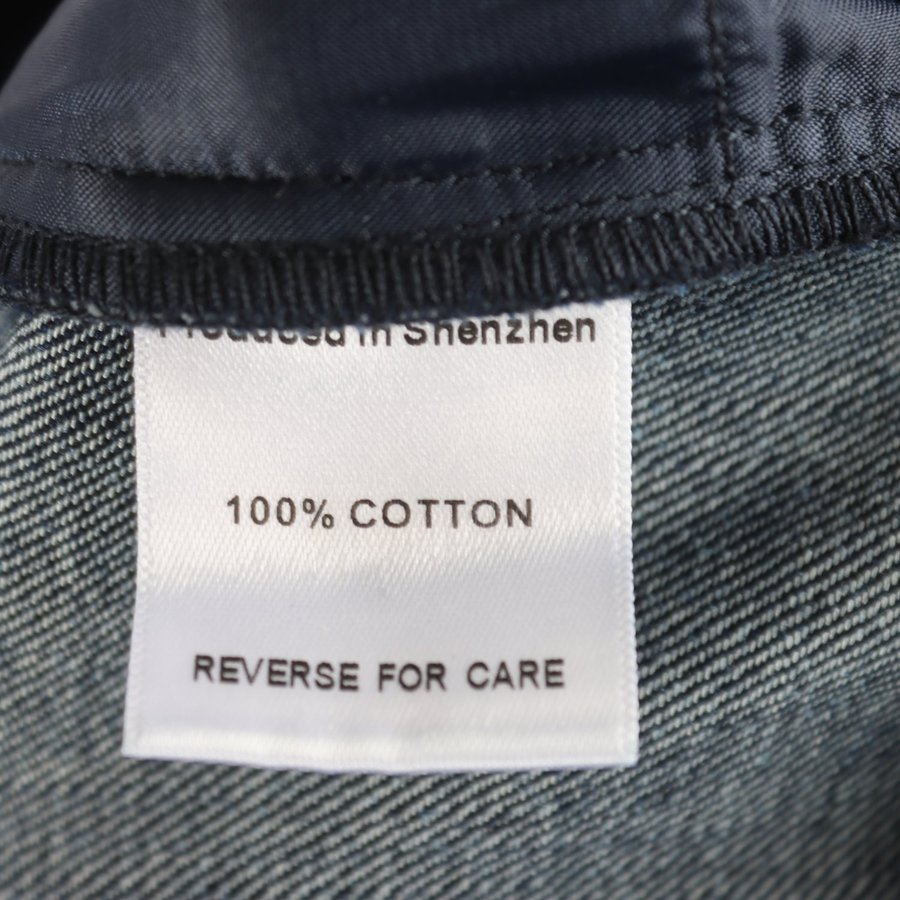 Produced in Shenzhen
100% COTTON
REVERSE FOR CARE